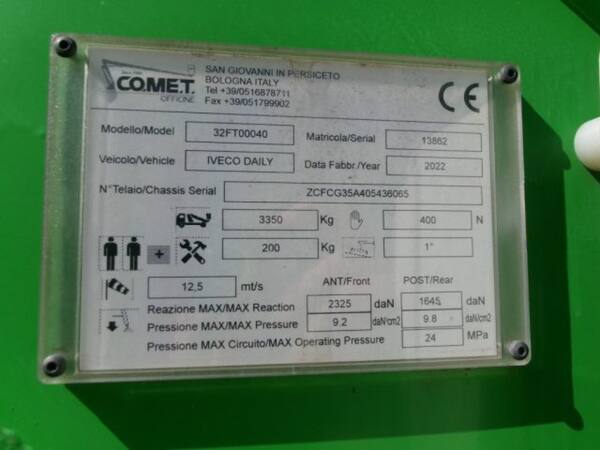 since 1960
CO.ME.T.
OFFICINE
SAN GIOVANNI IN PERSICETO
BOLOGNA ITALY
Tel +39/0516878711
Fax +39/051799902
CE
Modello/Model 32FT00040 Matricola/Serial 13862
Veicolo/Vehicle IVECO DAILY Data Fabbr./Year 2022
N°Telaio/Chassis Serial ZCFCG35A405436065
3350 Kg 400 N
+ 200 Kg 1°
12,5 mt/s ANT/Front POST/Rear
Reazione MAX/MAX Reaction 2325 daN 1645 daN
Pressione MAX/MAX Pressure 9.2 daN/cm2 9.8 daN/cm2
Pressione MAX Circuito/MAX Operating Pressure 24 MPa